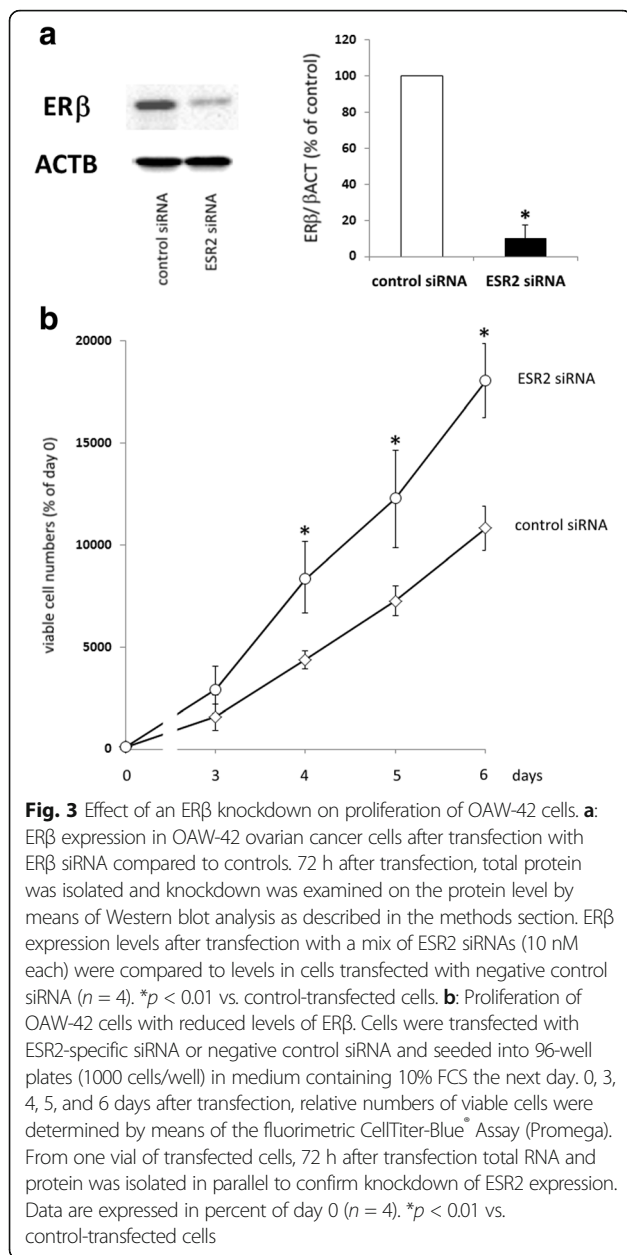 a
ERβ
ACTB
control siRNA
ESR2 siRNA
ERβ/βACT (% of control)
120
100
80
60
40
20
0
*
control siRNA
ESR2 siRNA
b
viable cell numbers (% of day 0)
20000
15000
10000
5000
0
*
*
*
ESR2 siRNA
control siRNA
0
3
4
5
6
days
Fig. 3 Effect of an ERβ knockdown on proliferation of OAW-42 cells. a:
ERβ expression in OAW-42 ovarian cancer cells after transfection with
ERβ siRNA compared to controls. 72 h after transfection, total protein
was isolated and knockdown was examined on the protein level by
means of Western blot analysis as described in the methods section. ERβ
expression levels after transfection with a mix of ESR2 siRNAs (10 nM
each) were compared to levels in cells transfected with negative control
siRNA (n = 4). *p < 0.01 vs. control-transfected cells. b: Proliferation of
OAW-42 cells with reduced levels of ERβ. Cells were transfected with
ESR2-specific siRNA or negative control siRNA and seeded into 96-well
plates (1000 cells/well) in medium containing 10% FCS the next day. 0, 3,
4, 5, and 6 days after transfection, relative numbers of viable cells were
determined by means of the fluorimetric CellTiter-Blue® Assay (Promega).
From one vial of transfected cells, 72 h after transfection total RNA and
protein was isolated in parallel to confirm knockdown of ESR2 expression.
Data are expressed in percent of day 0 (n = 4). *p < 0.01 vs.
control-transfected cells